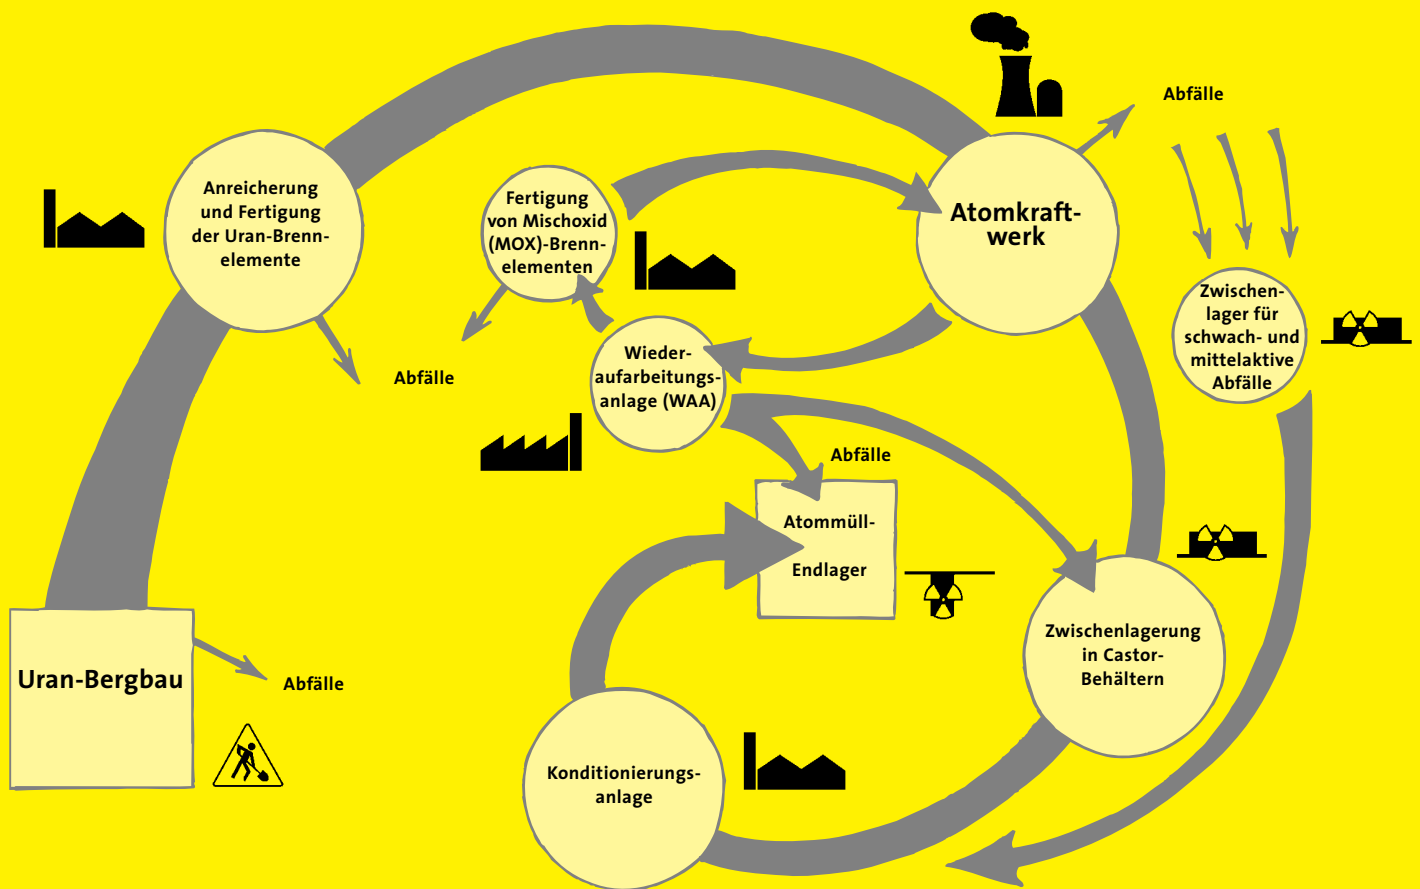 Abfälle
Anreicherung
und Fertigung
der Uran-Brenn-
elemente
Fertigung
von Mischoxid
(MOX)-Brenn-
elementen
Atomkraft-
werk
Zwischen-
lager für
schwach- und
mittelaktive
Abfälle
Wieder-
aufarbeitungs-
anlage (WAA)
Abfälle
Abfälle
Atommüll-
Endlager
Uran-Bergbau
Abfälle
Zwischenlagerung
in Castor-
Behältern
Konditionierungs-
anlage